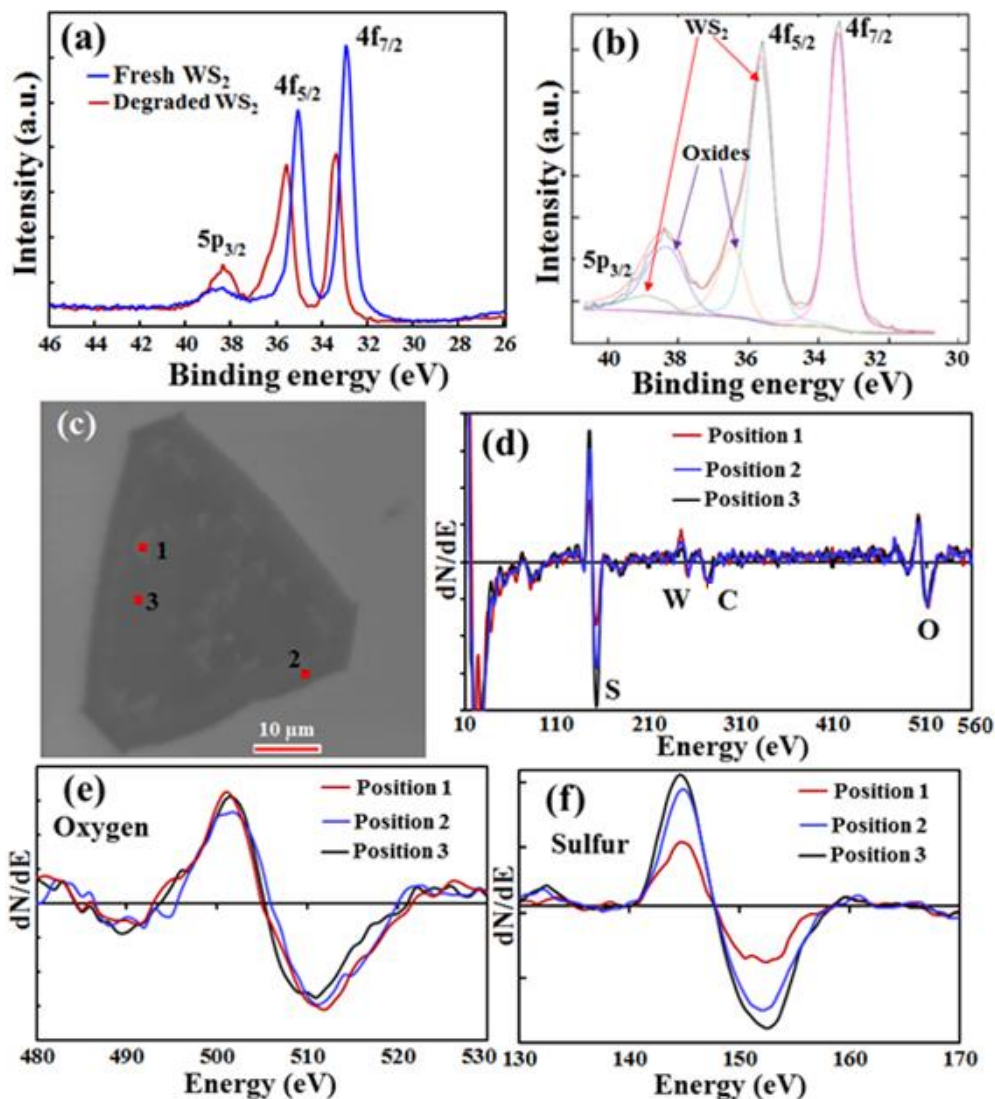 (a)
4f7/2
Fresh WS2
Degraded WS2
4f5/2
5p3/2
Intensity (a.u.)
46 44 42 40 38 36 34 32 30 28 26
Binding energy (eV)
(b)
WS2
4f5/2
4f7/2
Oxides
5p3/2
Intensity (a.u.)
40 38 36 34 32 30
Binding energy (eV)
(c)
1
3
2
10 μm
(d)
Position 1
Position 2
Position 3
dN/dE
W
C
S
O
10 110 210 310 410 510 560
Energy (eV)
(e)
Oxygen
Position 1
Position 2
Position 3
dN/dE
480 490 500 510 520 530
Energy (eV)
(f)
Sulfur
Position 1
Position 2
Position 3
dN/dE
130 140 150 160 170
Energy (eV)